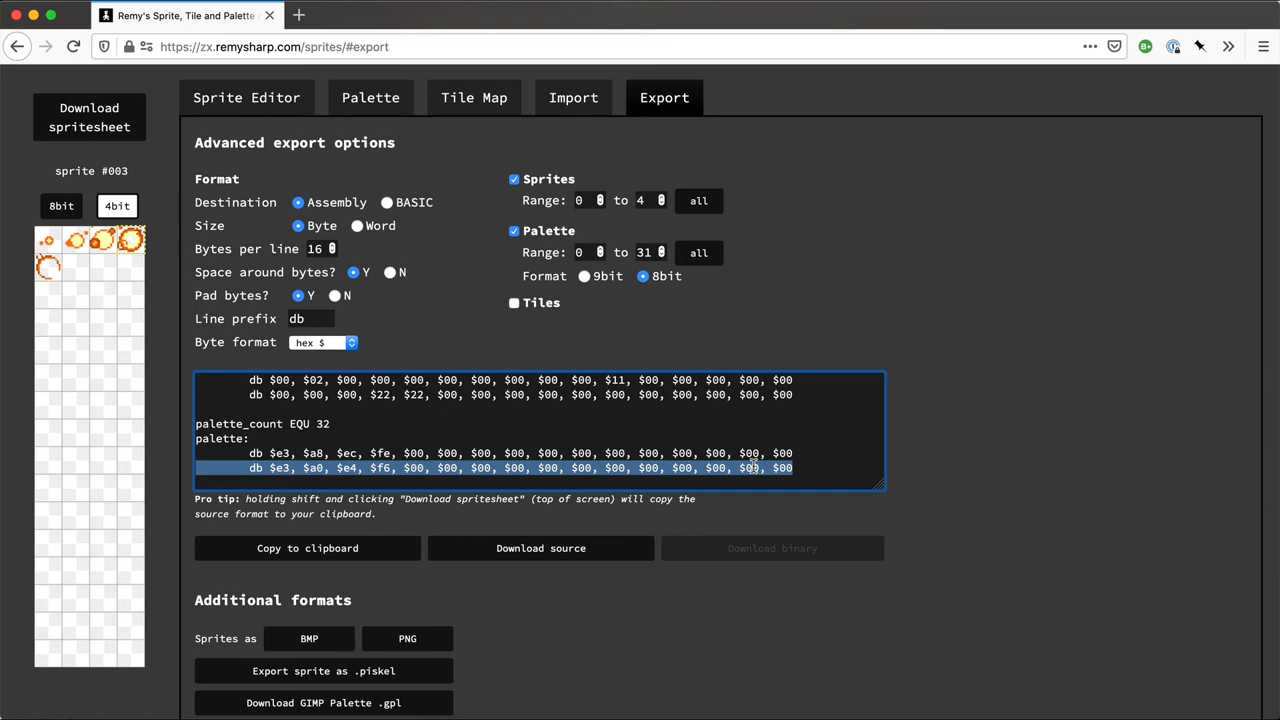 Remy's Sprite, Tile and Palette
https://zx.remysharp.com/sprites/#export
Download
spritesheet
sprite #003
8bit 4bit
Sprite Editor Palette Tile Map Import Export
Advanced export options
Format
Destination Assembly BASIC
Size Byte Word
Bytes per line 16
Space around bytes? Y N
Pad bytes? Y N
Line prefix db
Byte format hex $
Sprites
Range: 0 to 4 all
Palette
Range: 0 to 31 all
Format 9bit 8bit
Tiles
db $00, $02, $00, $00, $00, $00, $00, $00, $00, $00, $11, $00, $00, $00, $00, $00
db $00, $00, $00, $22, $22, $00, $00, $00, $00, $00, $00, $00, $00, $00, $00, $00
palette_count EQU 32
palette:
db $e3, $a8, $ec, $fe, $00, $00, $00, $00, $00, $00, $00, $00, $00, $00, $00, $00
db $e3, $a0, $e4, $f6, $00, $00, $00, $00, $00, $00, $00, $00, $00, $00, $00, $00
Pro tip: holding shift and clicking "Download spritesheet" (top of screen) will copy the
source format to your clipboard.
Copy to clipboard Download source Download binary
Additional formats
Sprites as BMP PNG
Export sprite as .piskel
Download GIMP Palette .gpl